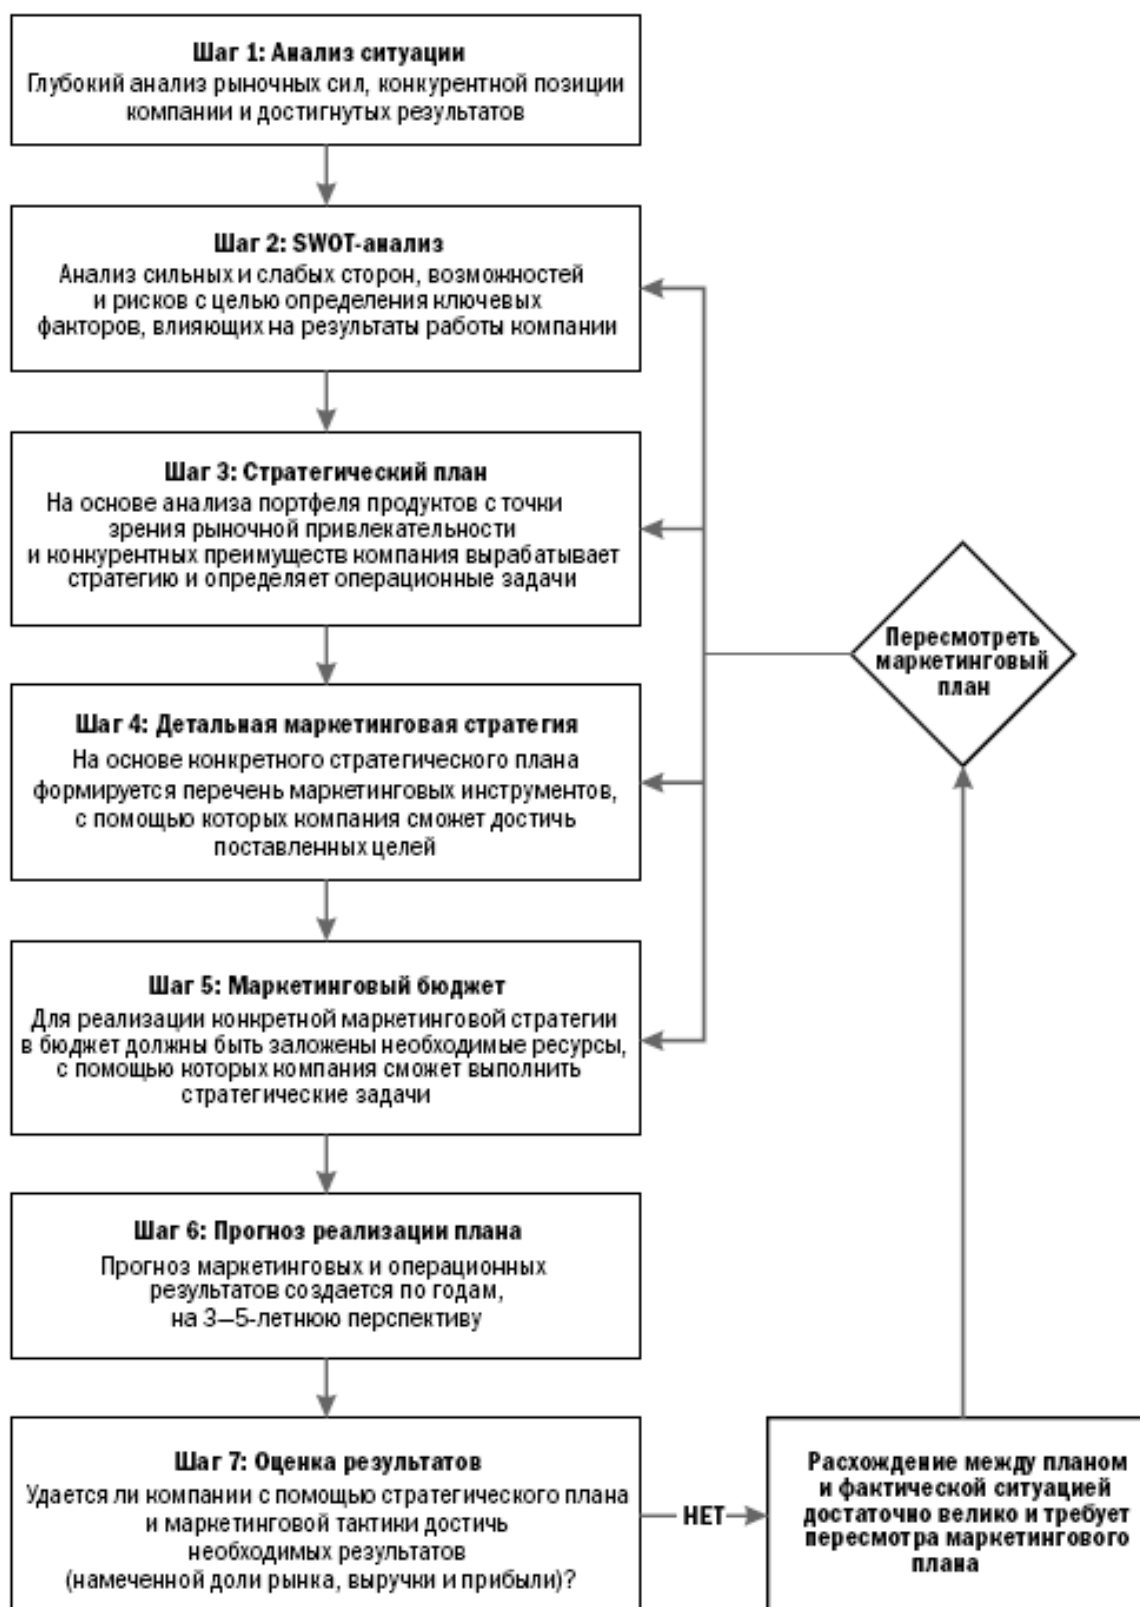 Шаг 1: Анализ ситуации
Глубокий анализ рыночных сил, конкурентной позиции
компании и достигнутых результатов
Шаг 2: SWOT-анализ
Анализ сильных и слабых сторон, возможностей
и рисков с целью определения ключевых
факторов, влияющих на результаты работы компании
Шаг 3: Стратегический план
На основе анализа портфеля продуктов с точки
зрения рыночной привлекательности
и конкурентных преимуществ компания вырабатывает
стратегию и определяет операционные задачи
Шаг 4: Детальная маркетинговая стратегия
На основе конкретного стратегического плана
формируется перечень маркетинговых инструментов,
с помощью которых компания сможет достичь
поставленных целей
Шаг 5: Маркетинговый бюджет
Для реализации конкретной маркетинговой стратегии
в бюджет должны быть заложены необходимые ресурсы,
с помощью которых компания сможет выполнить
стратегические задачи
Шаг 6: Прогноз реализации плана
Прогноз маркетинговых и операционных
результатов создается по годам,
на 3—5-летнюю перспективу
Шаг 7: Оценка результатов
Удается ли компании с помощью стратегического плана
и маркетинговой тактики достичь
необходимых результатов
(намеченной доли рынка, выручки и прибыли)?
НЕТ
Расхождение между планом
и фактической ситуацией
достаточно велико и требует
пересмотра маркетингового
плана
Пересмотреть
маркетинговый
план